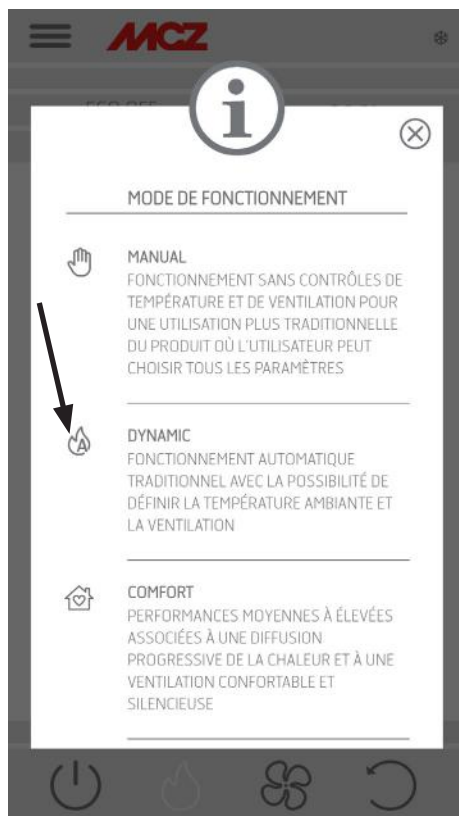 MCZ
MODE DE FONCTIONNEMENT
MANUAL
FONCTIONNEMENT SANS CONTRÔLES DE
TEMPÉRATURE ET DE VENTILATION POUR
UNE UTILISATION PLUS TRADITIONNELLE
DU PRODUIT OÙ L'UTILISATEUR PEUT
CHOISIR TOUS LES PARAMÈTRES
A
DYNAMIC
FONCTIONNEMENT AUTOMATIQUE
TRADITIONNEL AVEC LA POSSIBILITÉ DE
DÉFINIR LA TEMPÉRATURE AMBIANTE ET
LA VENTILATION
COMFORT
PERFORMANCES MOYENNES À ÉLEVÉES
ASSOCIÉES À UNE DIFFUSION
PROGRESSIVE DE LA CHALEUR ET À UNE
VENTILATION CONFORTABLE ET
SILENCIEUSE